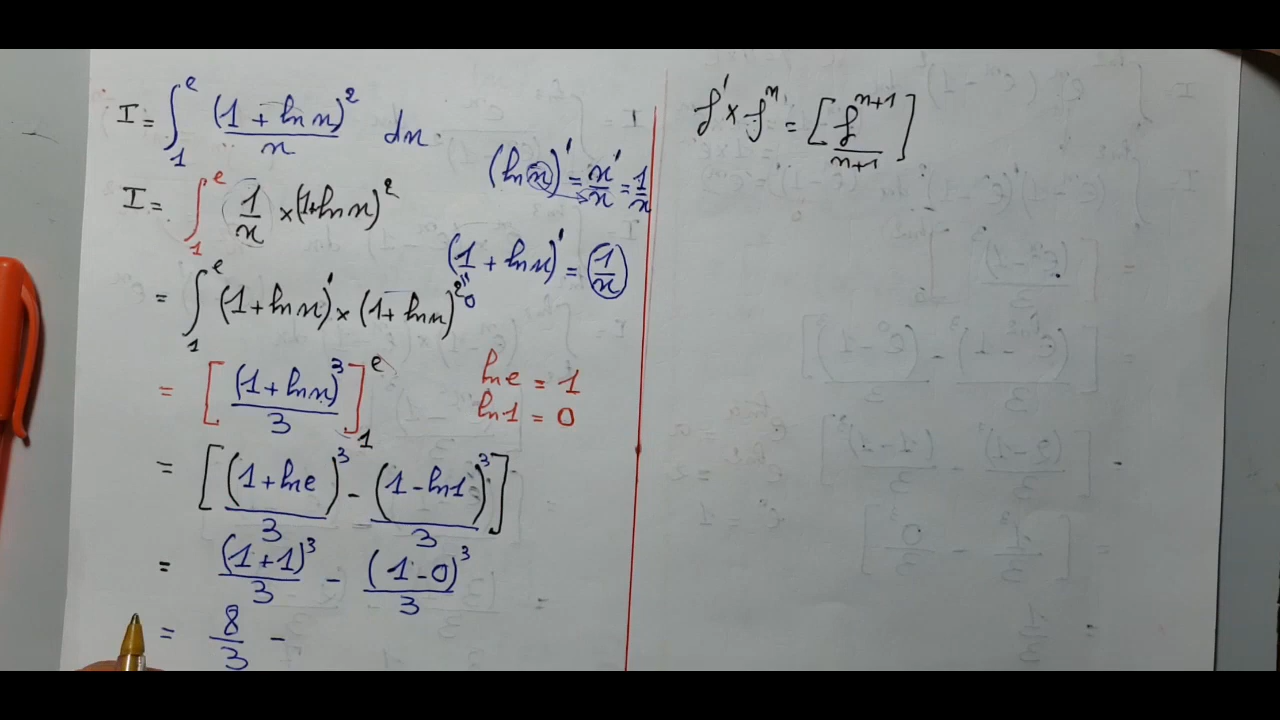 I = ∫₁ᵉ (1 + ln x)² / x dx
(ln x)' = x'/x = 1/x
I = ∫₁ᵉ 1/x × (1+ln x)²
(1 + ln x)' = 1/x
0
= ∫₁ᵉ (1 + ln x)' × (1 + ln x)²
= [(1 + ln x)³ / 3]₁ᵉ
ln e = 1
ln 1 = 0
= [(1 + ln e)³ / 3 - (1 - ln 1)³ / 3]
= (1 + 1)³ / 3 - (1 - 0)³ / 3
= 8/3 -
f' × fⁿ = [fⁿ⁺¹ / n+1]